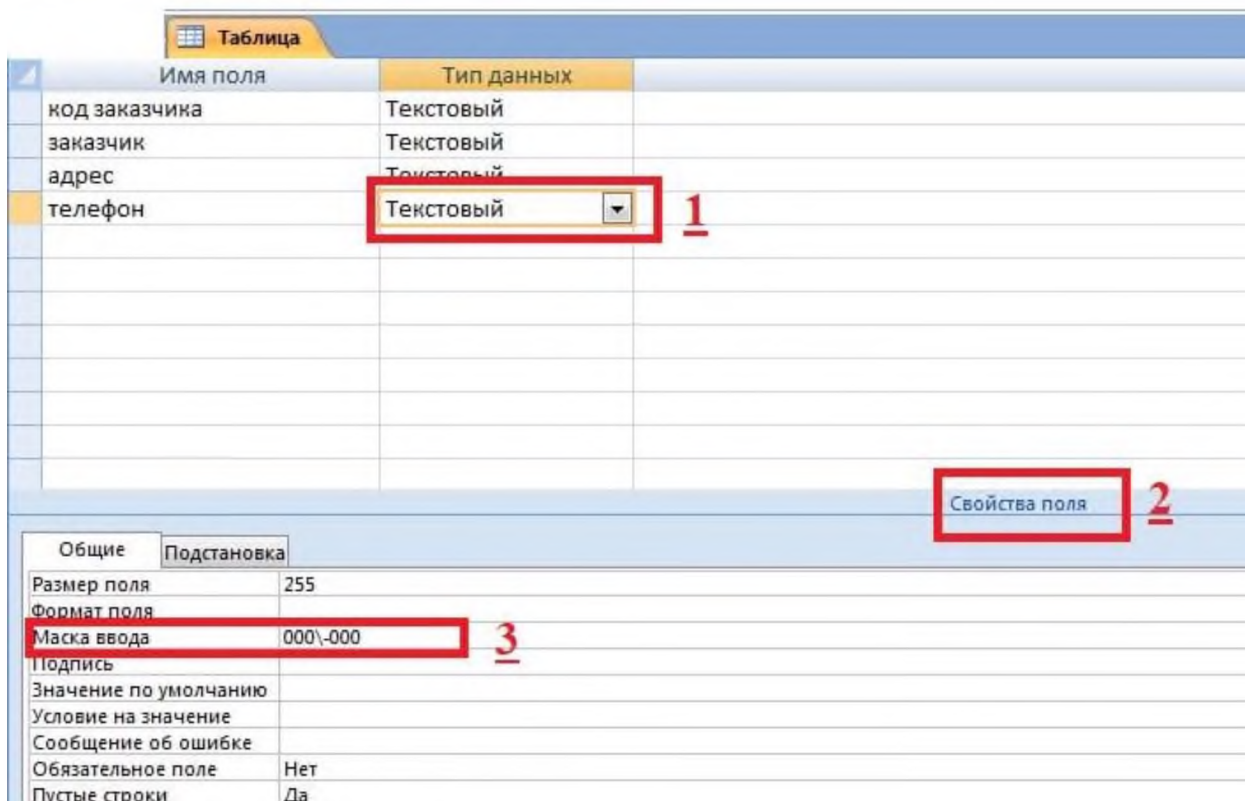 Таблица
Имя поля Тип данных
код заказчика Текстовый
заказчик Текстовый
адрес Текстовый
телефон Текстовый 1
Свойства поля 2
Общие Подстановка
Размер поля 255
Формат поля
Маска ввода 000\-000 3
Подпись
Значение по умолчанию
Условие на значение
Сообщение об ошибке
Обязательное поле Нет
Пустые строки Да